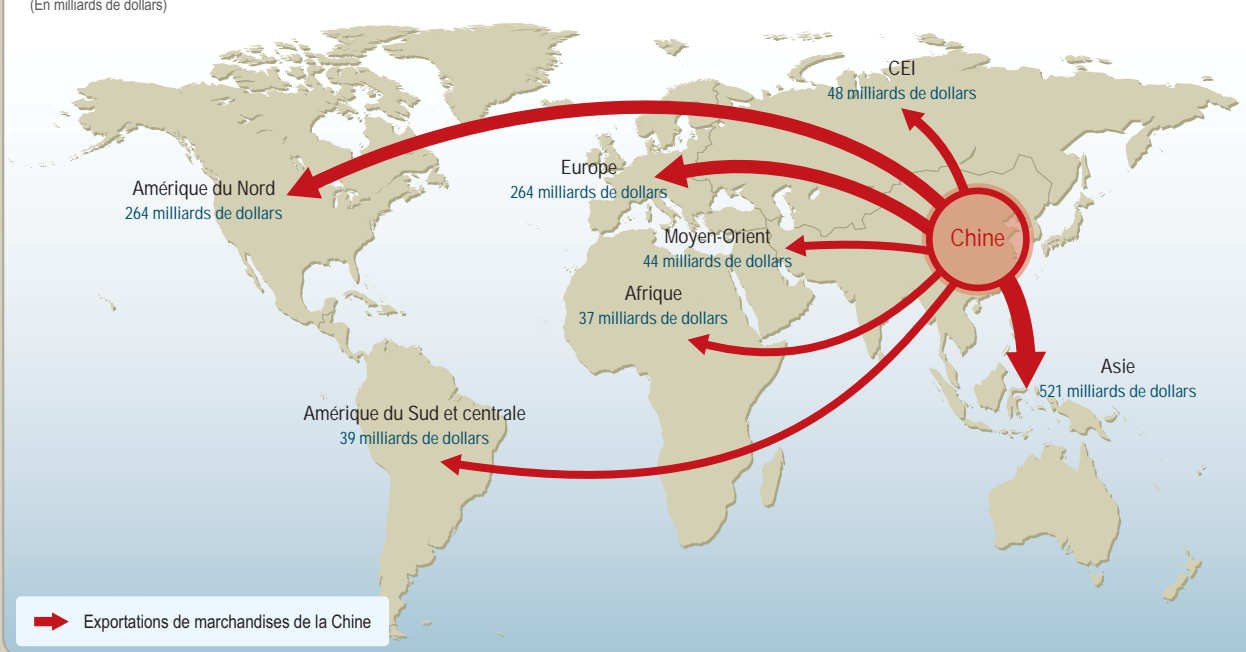 (En milliards de dollars)
CEI
48 milliards de dollars
Europe
264 milliards de dollars
Amérique du Nord
264 milliards de dollars
Chine
Moyen-Orient
44 milliards de dollars
Afrique
37 milliards de dollars
Asie
521 milliards de dollars
Amérique du Sud et centrale
39 milliards de dollars
Exportations de marchandises de la Chine